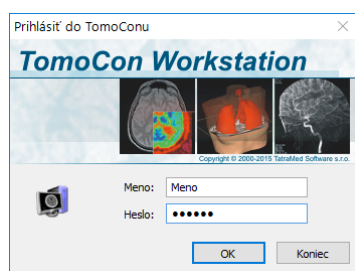 Prihlásiť do TomoConu
TomoCon Workstation
Copyright © 2000-2015 TatraMed Software s.r.o.
Meno: Meno
Heslo: ●●●●●●
OK Koniec